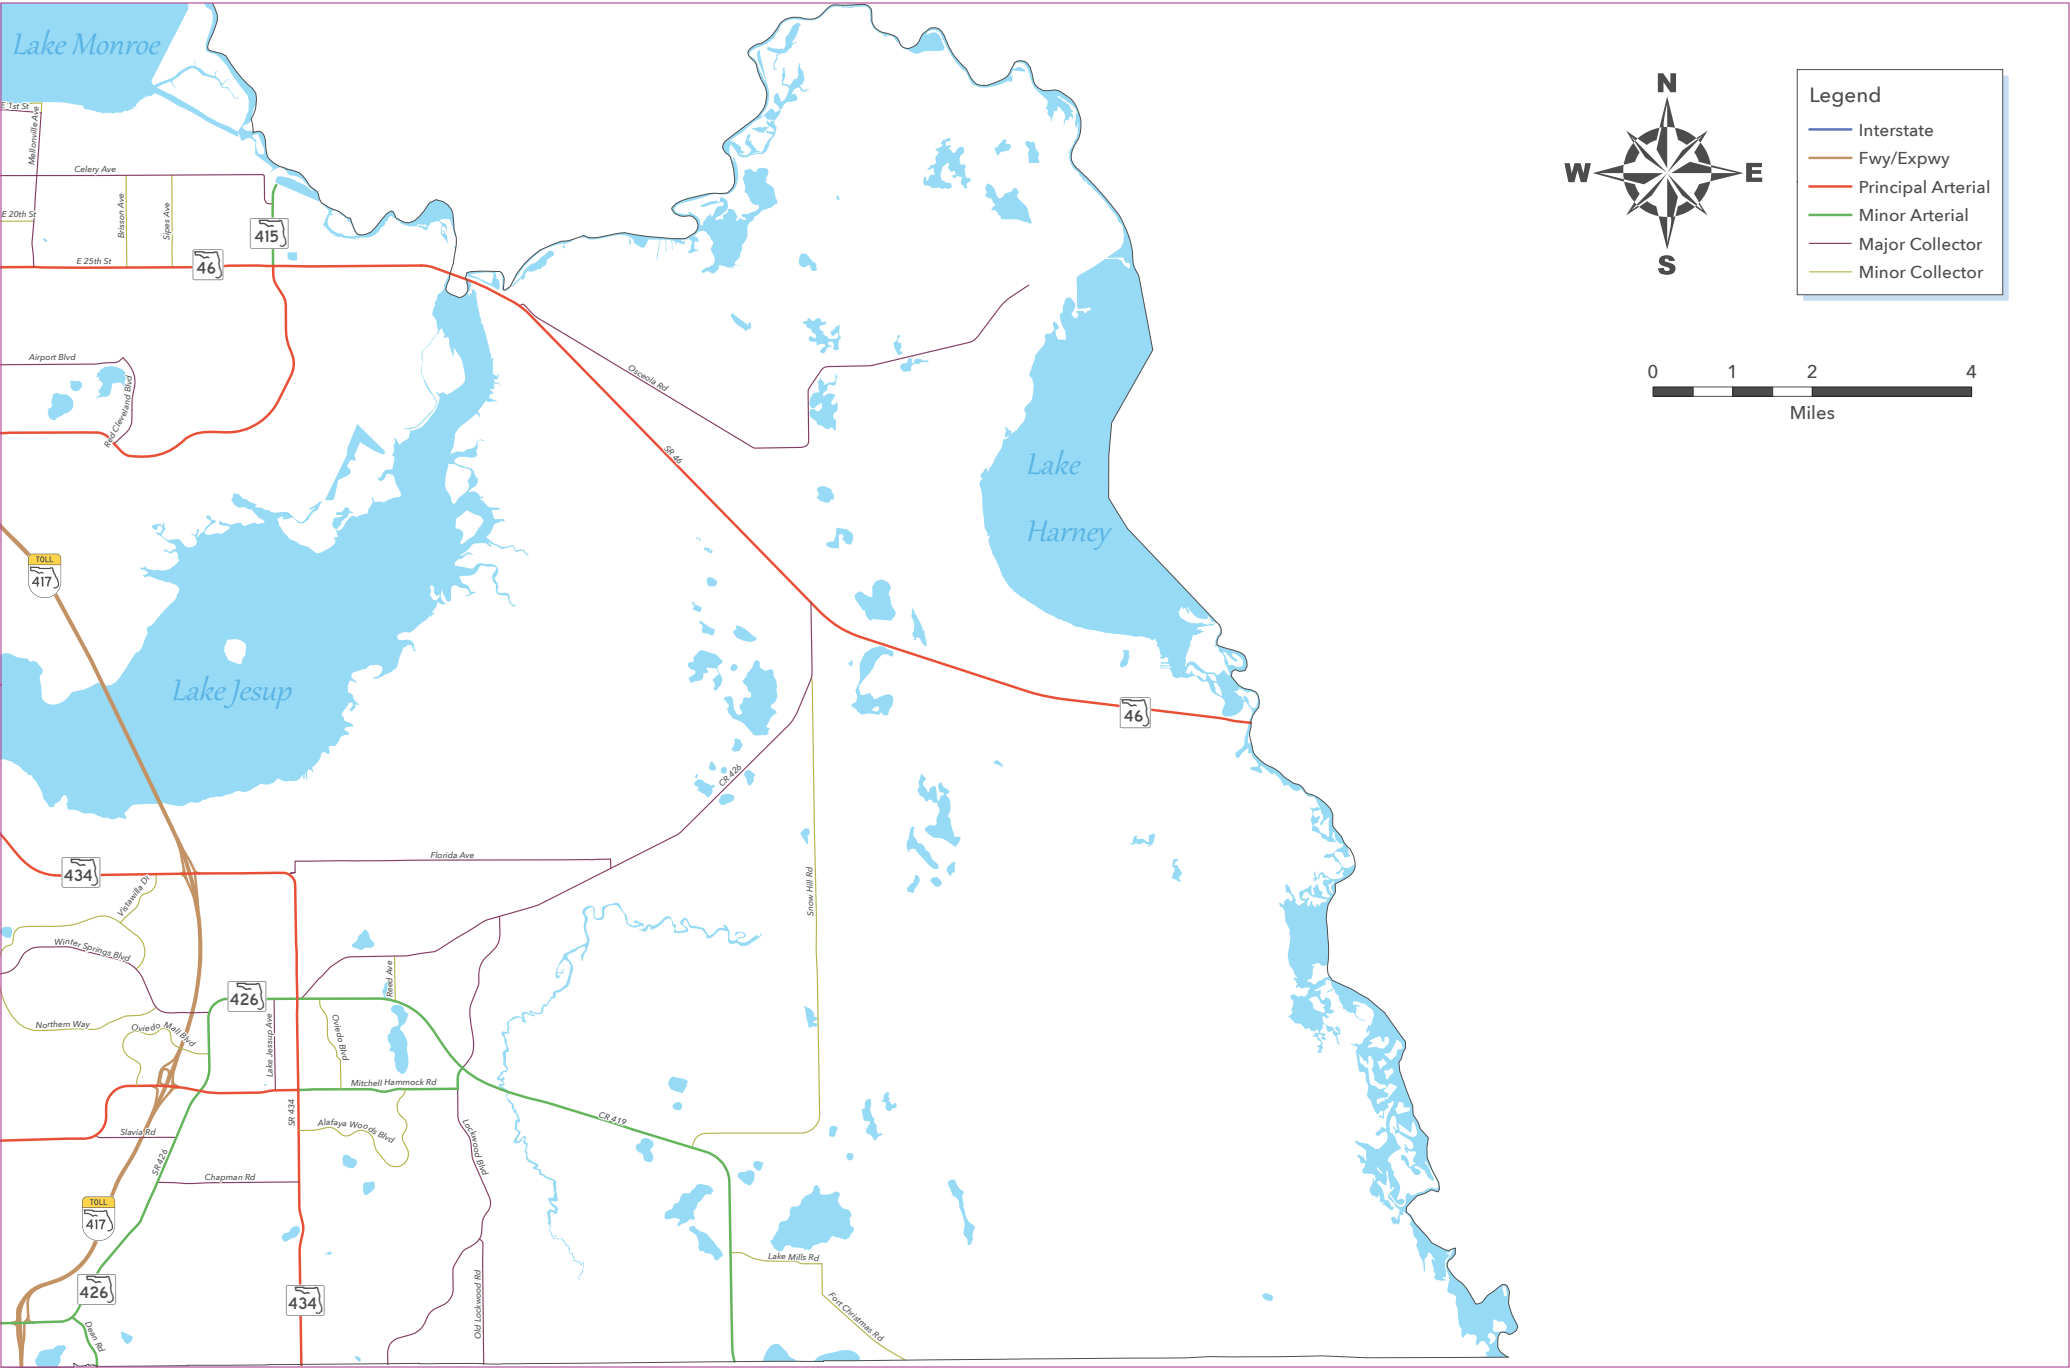 Lake Monroe
E 1st St
Mellonville Ave
Celery Ave
E 20th St
Brisson Ave
Sipes Ave
415
E 25th St
46
Airport Blvd
Red Cleveland Blvd
Osceola Rd
SR 46
Lake
Harney
TOLL
417
Lake Jesup
46
CR 426
434
Florida Ave
Vistawilla Dr
Snow Hill Rd
Winter Springs Blvd
426
Reed Ave
Northern Way
Oviedo Mall Blvd
Lake Jessup Ave
Oviedo Blvd
Mitchell Hammock Rd
SR 434
Alafaya Woods Blvd
CR 419
Slavia Rd
SR 426
Lockwood Blvd
Chapman Rd
TOLL
417
Lake Mills Rd
426
434
Old Lockwood Rd
Fort Christmas Rd
Dean Rd
N
W
E
S
Legend
Interstate
Fwy/Expwy
Principal Arterial
Minor Arterial
Major Collector
Minor Collector
0 1 2 4
Miles